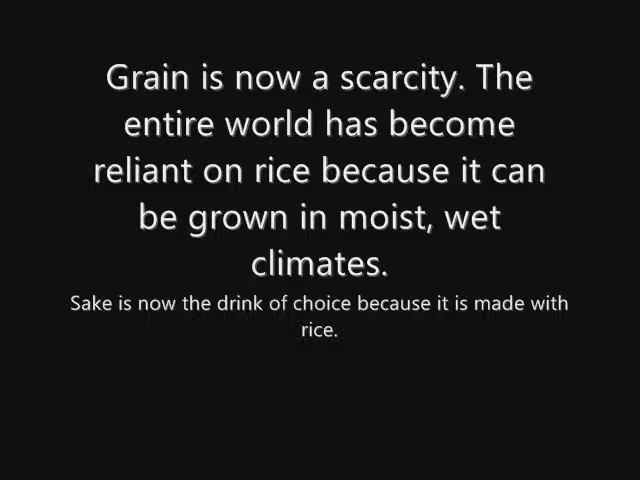 Grain is now a scarcity. The
entire world has become
reliant on rice because it can
be grown in moist, wet
climates.
Sake is now the drink of choice because it is made with
rice.